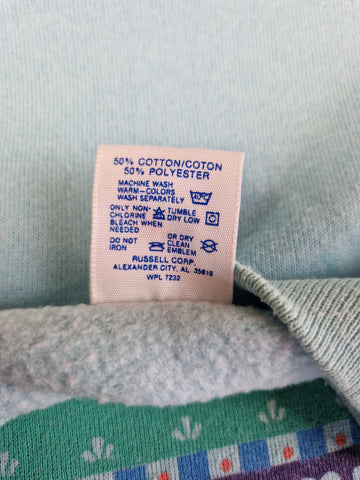 50% COTTON/COTON
50% POLYESTER
MACHINE WASH
WARM-COLORS
WASH SEPARATELY
ONLY NON- TUMBLE
CHLORINE DRY LOW
BLEACH WHEN
NEEDED
DO NOT OR DRY
IRON CLEAN
EMBLEM
RUSSELL CORP.
ALEXANDER CITY, AL 35010
WPL 7232